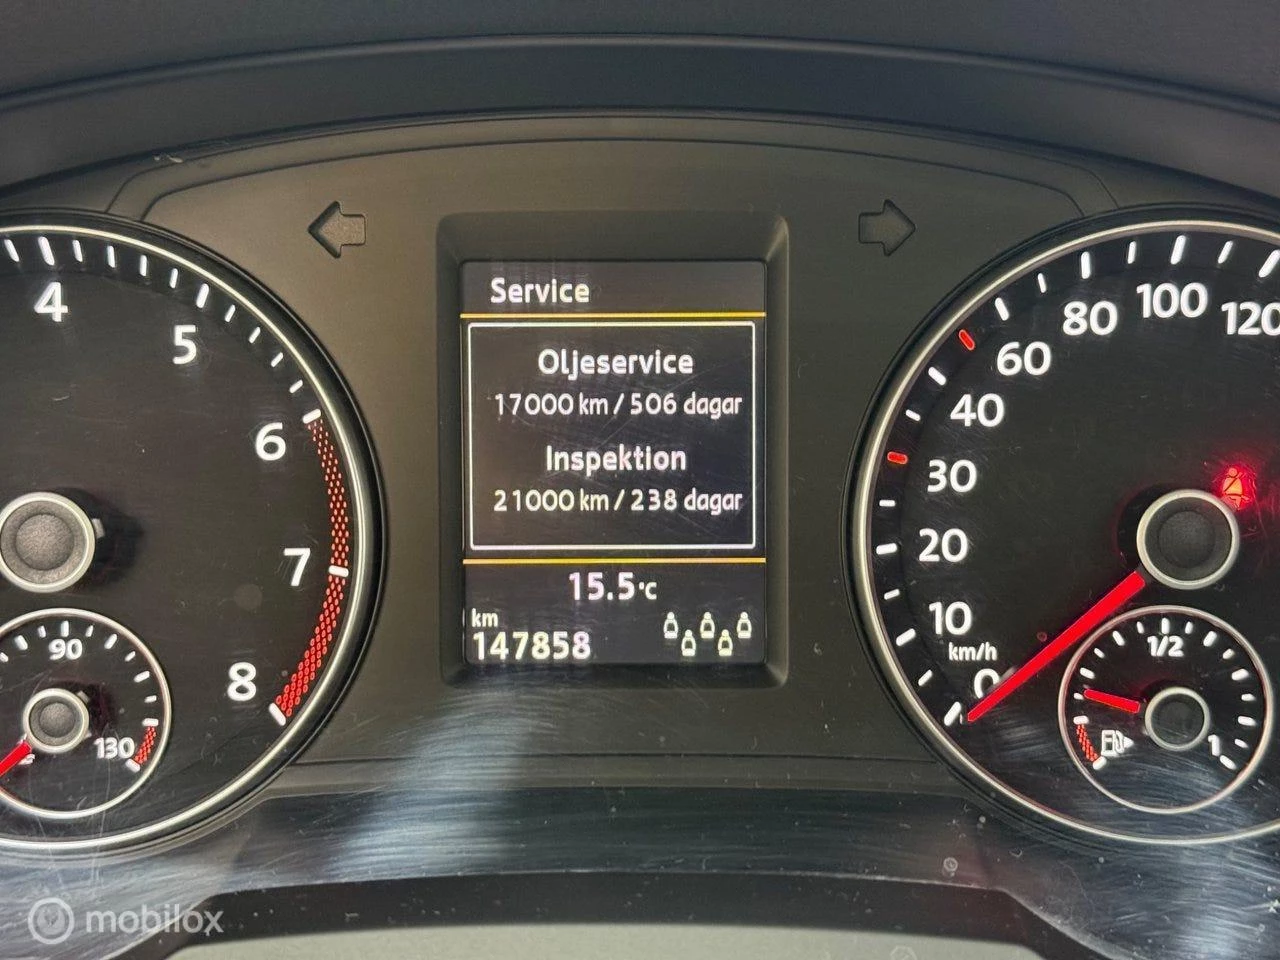 Service
Oljeservice
17000 km / 506 dagar
Inspektion
21000 km / 238 dagar
15.5°C
km
147858
4
5
6
7
8
90
130
0
10
20
30
40
60
80
100
120
km/h
1/2
1
mobilox